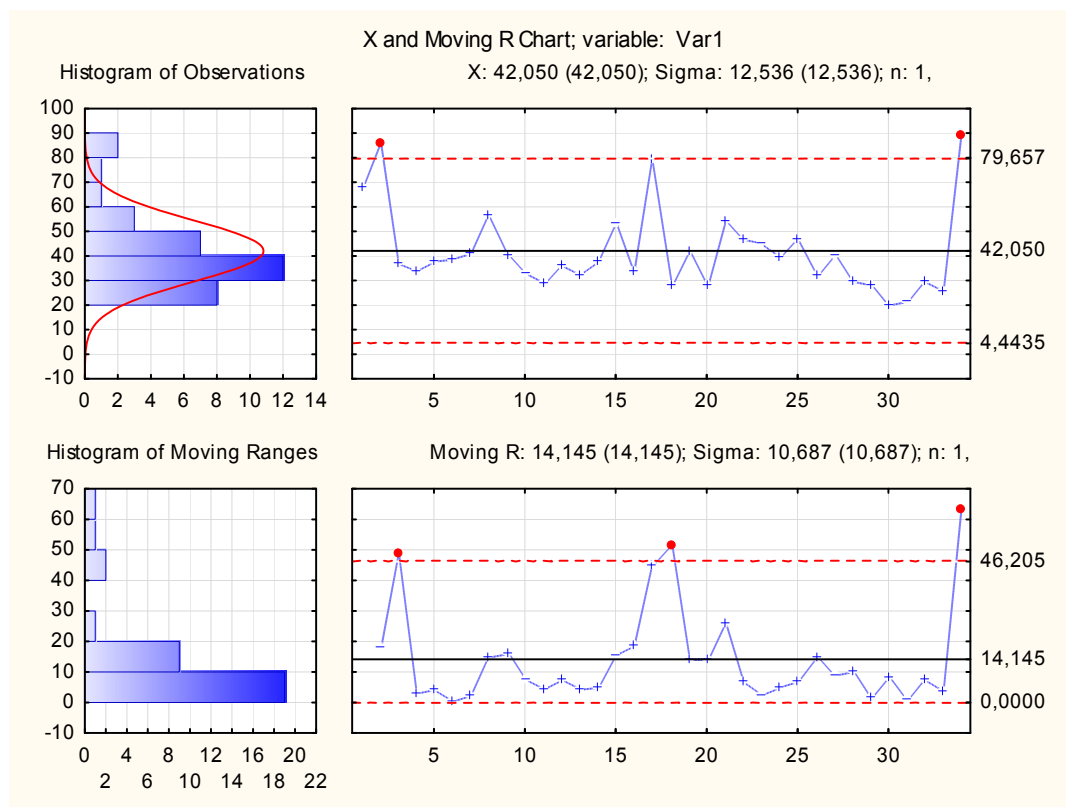 X and Moving R Chart; variable: Var1
Histogram of Observations
X: 42,050 (42,050); Sigma: 12,536 (12,536); n: 1,
100
90
80
70
60
50
40
30
20
10
0
-10
0 2 4 6 8 10 12 14
79,657
42,050
4,4435
5 10 15 20 25 30
Histogram of Moving Ranges
Moving R: 14,145 (14,145); Sigma: 10,687 (10,687); n: 1,
70
60
50
40
30
20
10
0
-10
0 4 8 12 16 20
2 6 10 14 18 22
46,205
14,145
0,0000
5 10 15 20 25 30